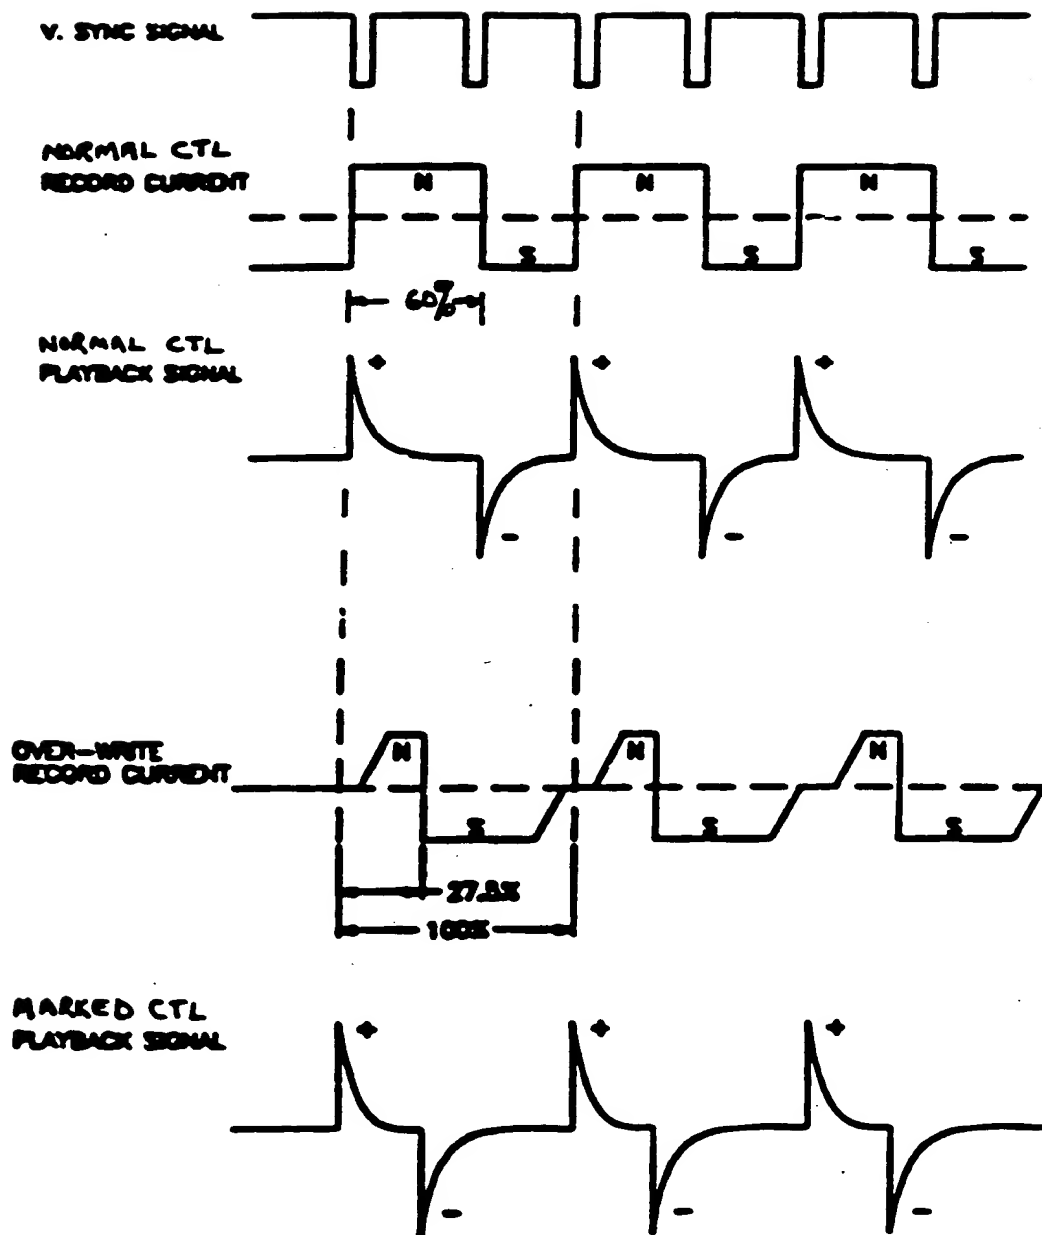 V. SYNC SIGNAL
NORMAL CTL
RECORD CURRENT
N
N
N
S
S
S
60%
NORMAL CTL
PLAYBACK SIGNAL
+
+
+
-
-
-
OVER-WRITE
RECORD CURRENT
N
N
N
S
S
S
27.5%
100%
MARKED CTL
PLAYBACK SIGNAL
+
+
+
-
-
-